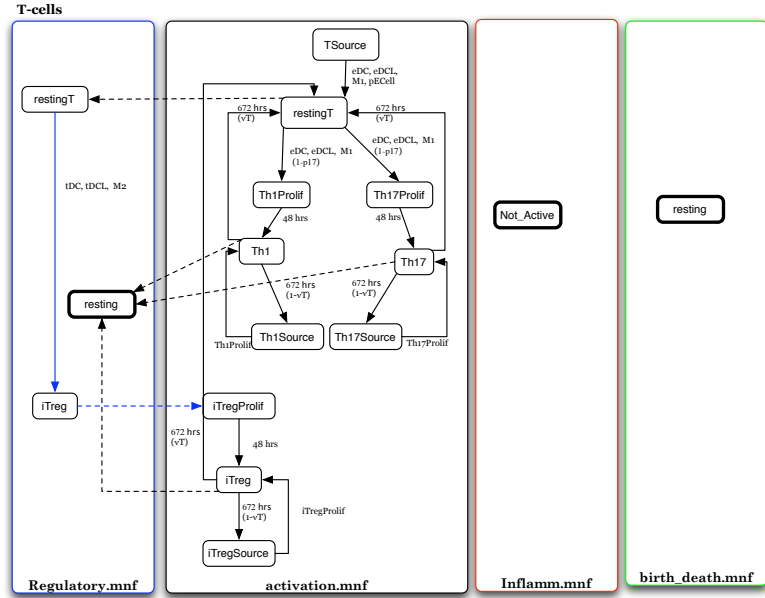 T-cells
TSource
eDC, eDCL,
M1, pECell
restingT
restingT
672 hrs
(vT)
672 hrs
(vT)
eDC, eDCL, M1
(1-p17)
eDC, eDCL, M1
(1-p17)
tDC, tDCL, M2
Th1Prolif
Th17Prolif
48 hrs
48 hrs
Not_Active
resting
Th1
Th17
672 hrs
(1-vT)
672 hrs
(1-vT)
resting
Th1Source
Th17Source
Th1Prolif
Th17Prolif
iTreg
iTregProlif
672 hrs
(vT)
48 hrs
iTreg
672 hrs
(1-vT)
iTregProlif
iTregSource
Regulatory.mnf
activation.mnf
Inflamm.mnf
birth_death.mnf